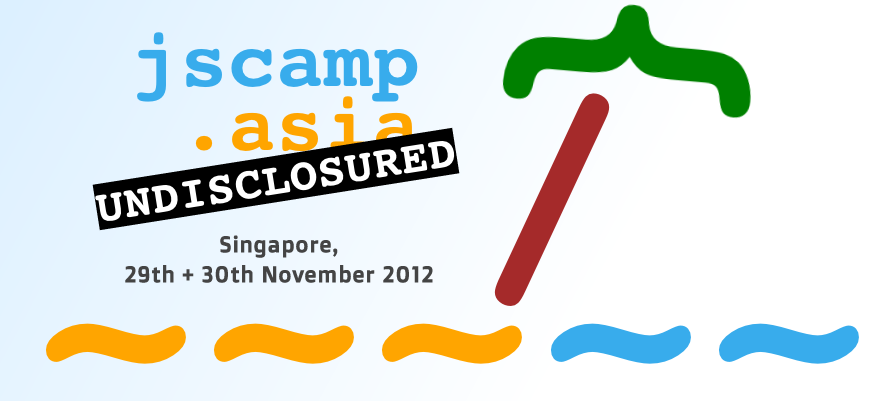 jscamp
.asia
UNDISCLOSURED
Singapore,
29th + 30th November 2012